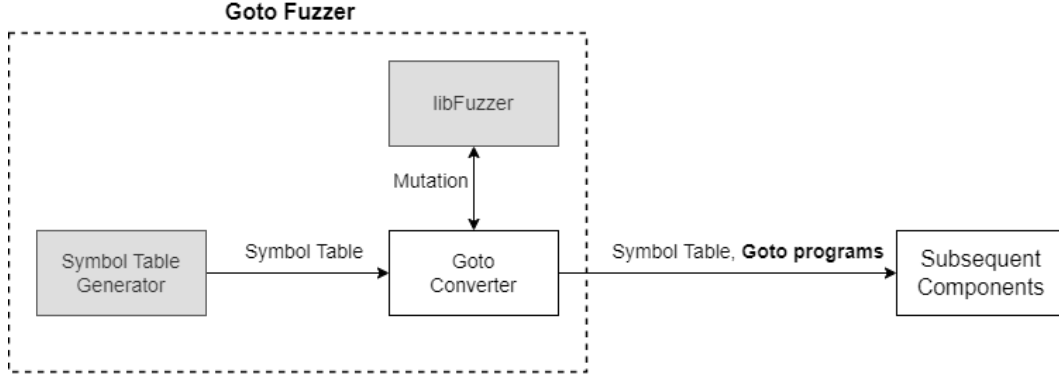 Goto Fuzzer
libFuzzer
Mutation
Symbol Table
Generator
Symbol Table
Goto
Converter
Symbol Table, Goto programs
Subsequent
Components